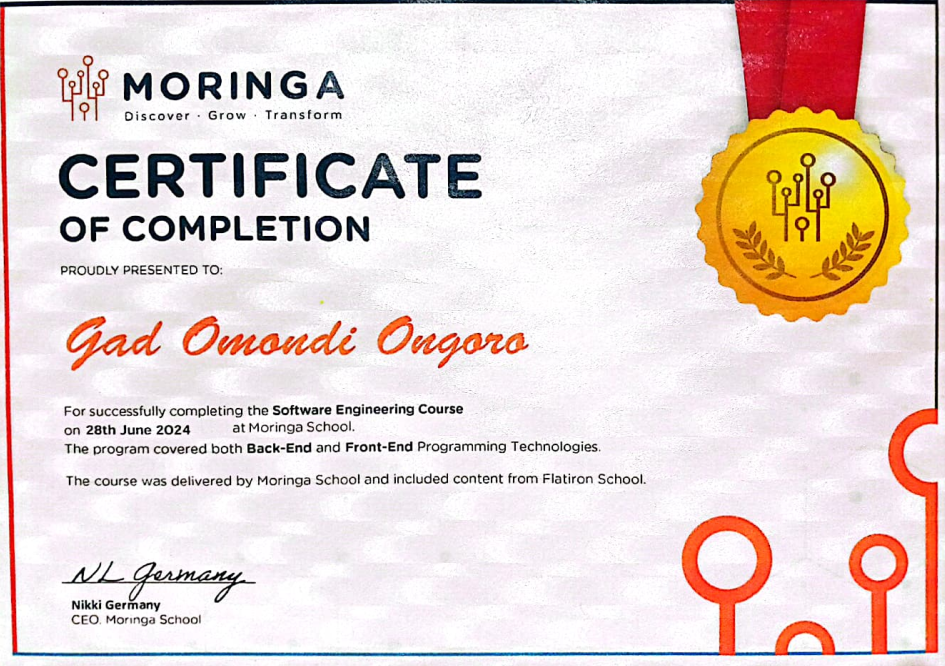 MORINGA
Discover · Grow · Transform
CERTIFICATE
OF COMPLETION
PROUDLY PRESENTED TO:
Gad Omondi Ongoro
For successfully completing the Software Engineering Course
on 28th June 2024 at Moringa School.
The program covered both Back-End and Front-End Programming Technologies.
The course was delivered by Moringa School and included content from Flatiron School.
NL Germany
Nikki Germany
CEO, Moringa School